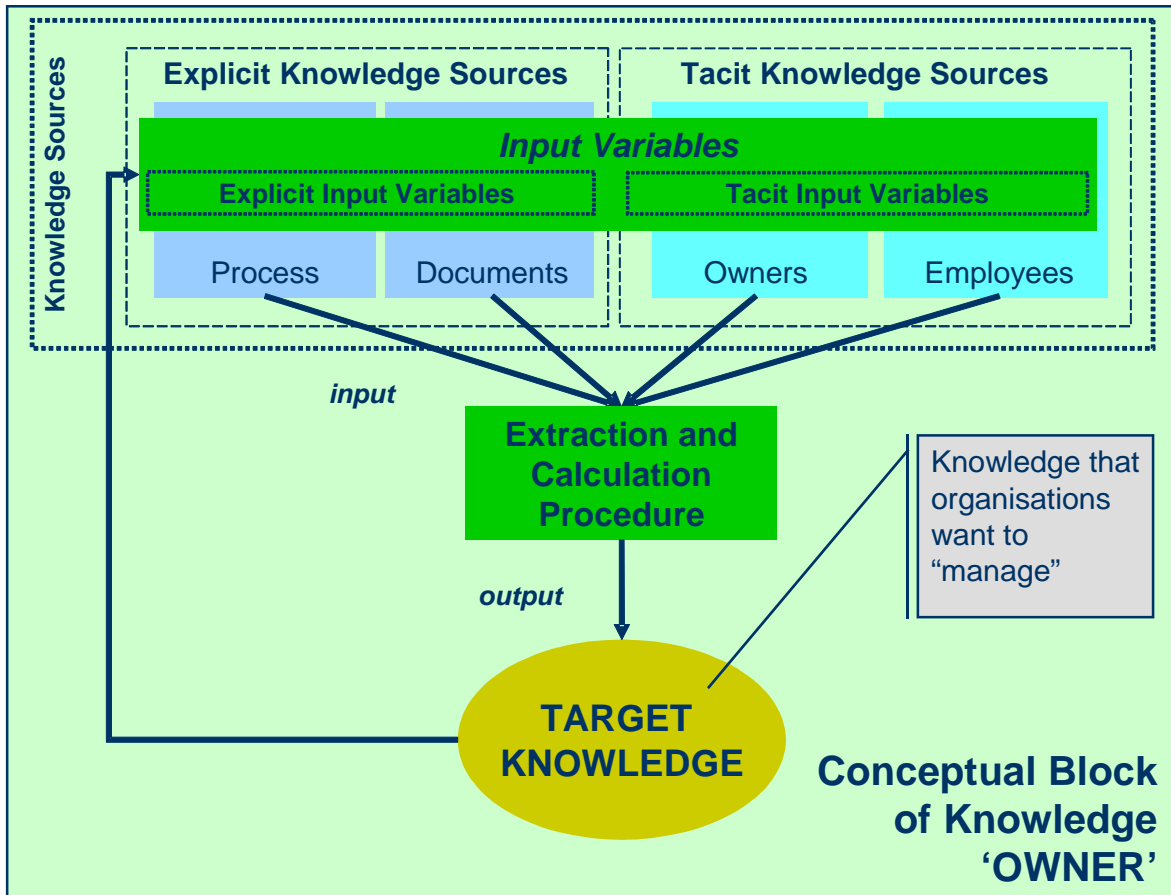 Knowledge Sources
Explicit Knowledge Sources
Tacit Knowledge Sources
Input Variables
Explicit Input Variables
Tacit Input Variables
Process
Documents
Owners
Employees
input
Extraction and
Calculation
Procedure
Knowledge that
organisations
want to
“manage”
output
TARGET
KNOWLEDGE
Conceptual Block
of Knowledge
‘OWNER’